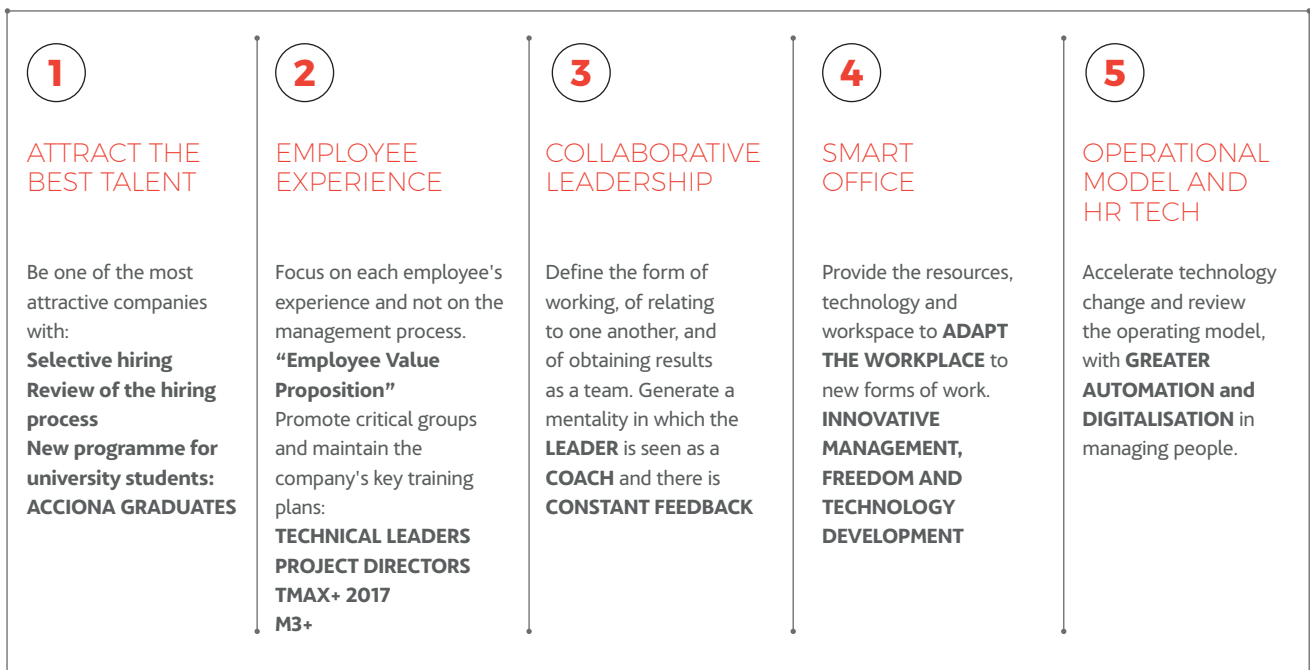 1
ATTRACT THE
BEST TALENT
Be one of the most
attractive companies
with:
Selective hiring
Review of the hiring
process
New programme for
university students:
ACCIONA GRADUATES
2
EMPLOYEE
EXPERIENCE
Focus on each employee's
experience and not on the
management process.
“Employee Value
Proposition”
Promote critical groups
and maintain the
company's key training
plans:
TECHNICAL LEADERS
PROJECT DIRECTORS
TMAX+ 2017
M3+
3
COLLABORATIVE
LEADERSHIP
Define the form of
working, of relating
to one another, and
of obtaining results
as a team. Generate a
mentality in which the
LEADER is seen as a
COACH and there is
CONSTANT FEEDBACK
4
SMART
OFFICE
Provide the resources,
technology and
workspace to ADAPT
THE WORKPLACE to
new forms of work.
INNOVATIVE
MANAGEMENT,
FREEDOM AND
TECHNOLOGY
DEVELOPMENT
5
OPERATIONAL
MODEL AND
HR TECH
Accelerate technology
change and review
the operating model,
with GREATER
AUTOMATION and
DIGITALISATION in
managing people.